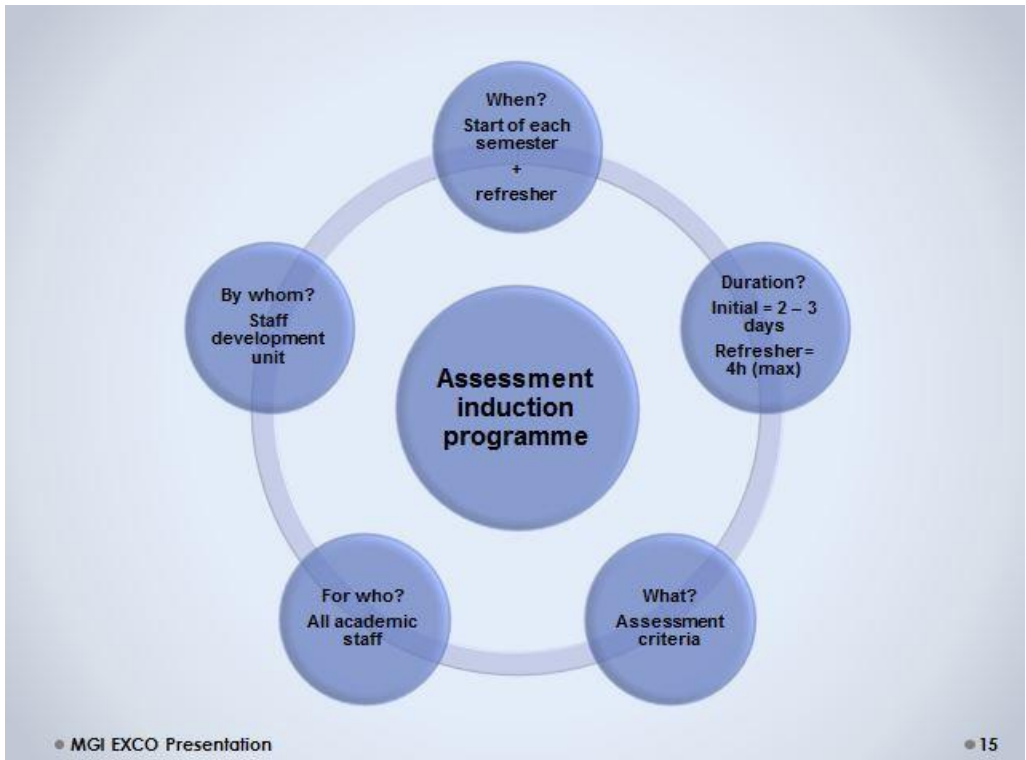 When?
Start of each
semester
+
refresher
Duration?
Initial = 2 – 3
days
Refresher=
4h (max)
By whom?
Staff
development
unit
Assessment
induction
programme
For who?
All academic
staff
What?
Assessment
criteria
MGI EXCO Presentation
15